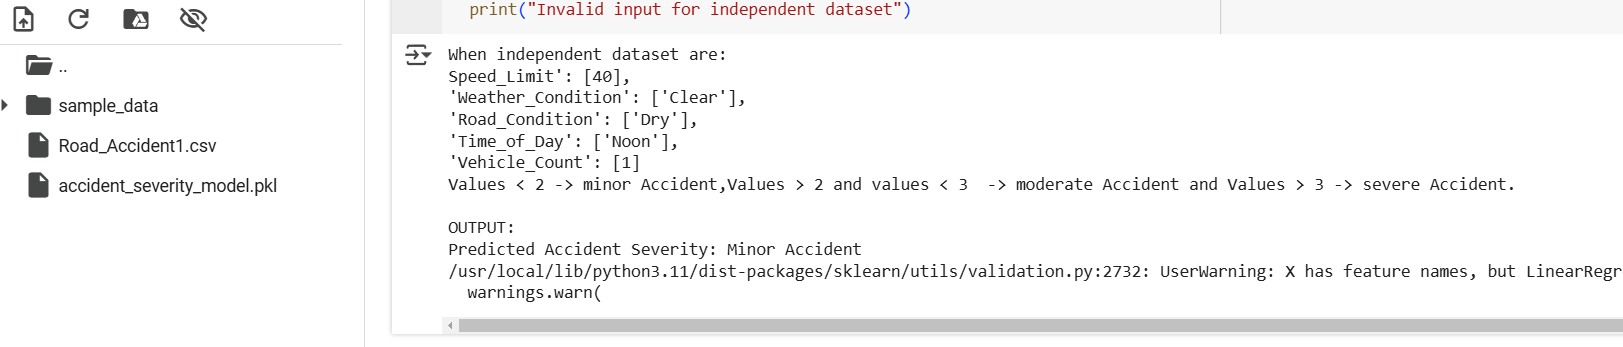 print("Invalid input for independent dataset")
..
sample_data
Road_Accident1.csv
accident_severity_model.pkl
When independent dataset are:
Speed_Limit': [40],
'Weather_Condition': ['Clear'],
'Road_Condition': ['Dry'],
'Time_of_Day': ['Noon'],
'Vehicle_Count': [1]
Values < 2 -> minor Accident,Values > 2 and values < 3  -> moderate Accident and Values > 3 -> severe Accident.
OUTPUT:
Predicted Accident Severity: Minor Accident
/usr/local/lib/python3.11/dist-packages/sklearn/utils/validation.py:2732: UserWarning: X has feature names, but LinearRegr
warnings.warn(